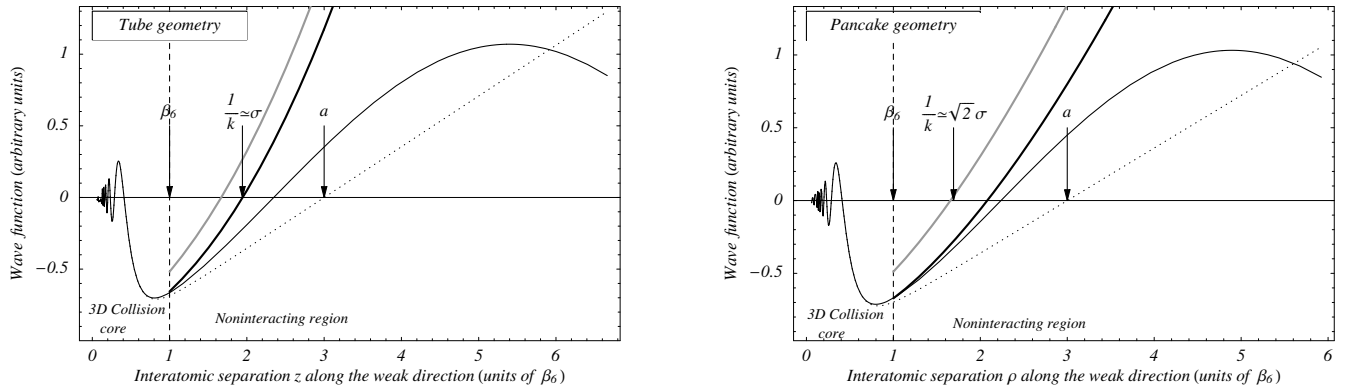 Tube geometry
Wave function (arbitrary units)
1
0.5
0
−0.5
β6
1/k ≃ σ
a
3D Collision
core
Noninteracting region
0 1 2 3 4 5 6
Interatomic separation z along the weak direction (units of β6)
Pancake geometry
Wave function (arbitrary units)
1
0.5
0
−0.5
β6
1/k ≃ √2 σ
a
3D Collision
core
Noninteracting region
0 1 2 3 4 5 6
Interatomic separation ρ along the weak direction (units of β6)